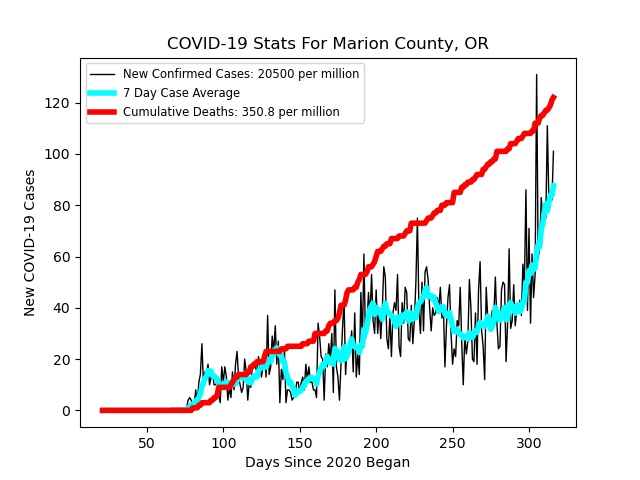 COVID-19 Stats For Marion County, OR
New Confirmed Cases: 20500 per million
7 Day Case Average
Cumulative Deaths: 350.8 per million
New COVID-19 Cases
120
100
80
60
40
20
0
50 100 150 200 250 300
Days Since 2020 Began